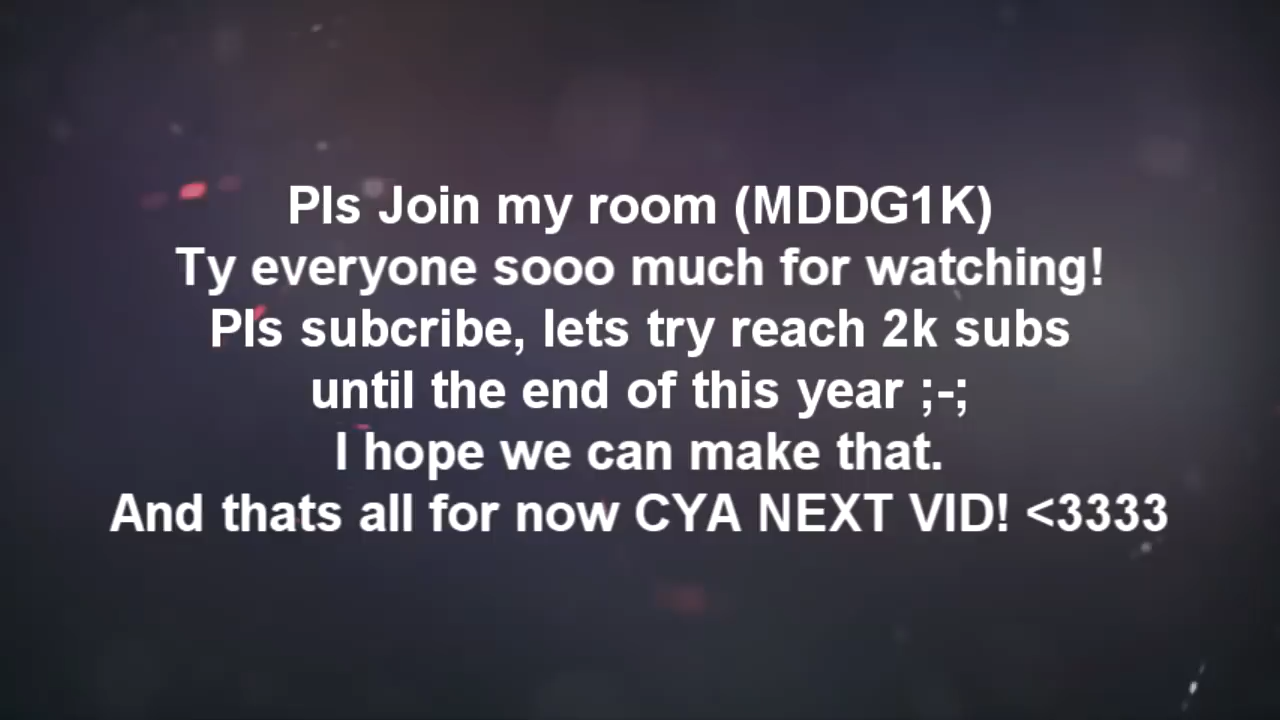 Pls Join my room (MDDG1K)
Ty everyone sooo much for watching!
Pls subcribe, lets try reach 2k subs
until the end of this year ;-;
I hope we can make that.
And thats all for now CYA NEXT VID! <3333